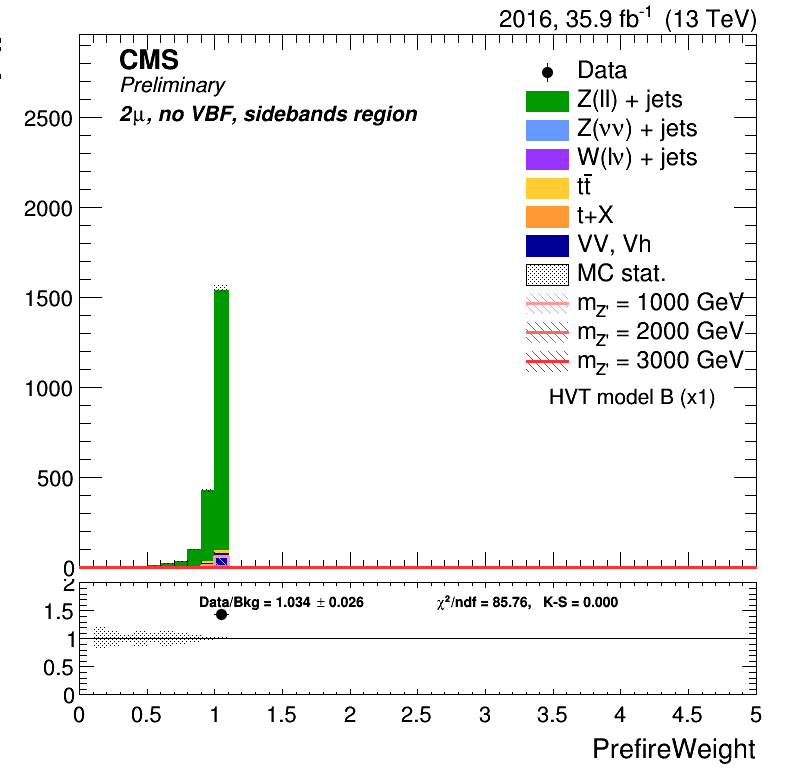 2016, 35.9 fb⁻¹ (13 TeV)
CMS
Preliminary
2μ, no VBF, sidebands region
Data
Z(ll) + jets
Z(νν) + jets
W(lν) + jets
tt̄
t+X
VV, Vh
MC stat.
m_Z' = 1000 GeV
m_Z' = 2000 GeV
m_Z' = 3000 GeV
HVT model B (x1)
2500
2000
1500
1000
500
0
Data/Bkg = 1.034 ± 0.026 χ²/ndf = 85.76, K-S = 0.000
2
1.5
1
0.5
0
0 0.5 1 1.5 2 2.5 3 3.5 4 4.5 5
PrefireWeight